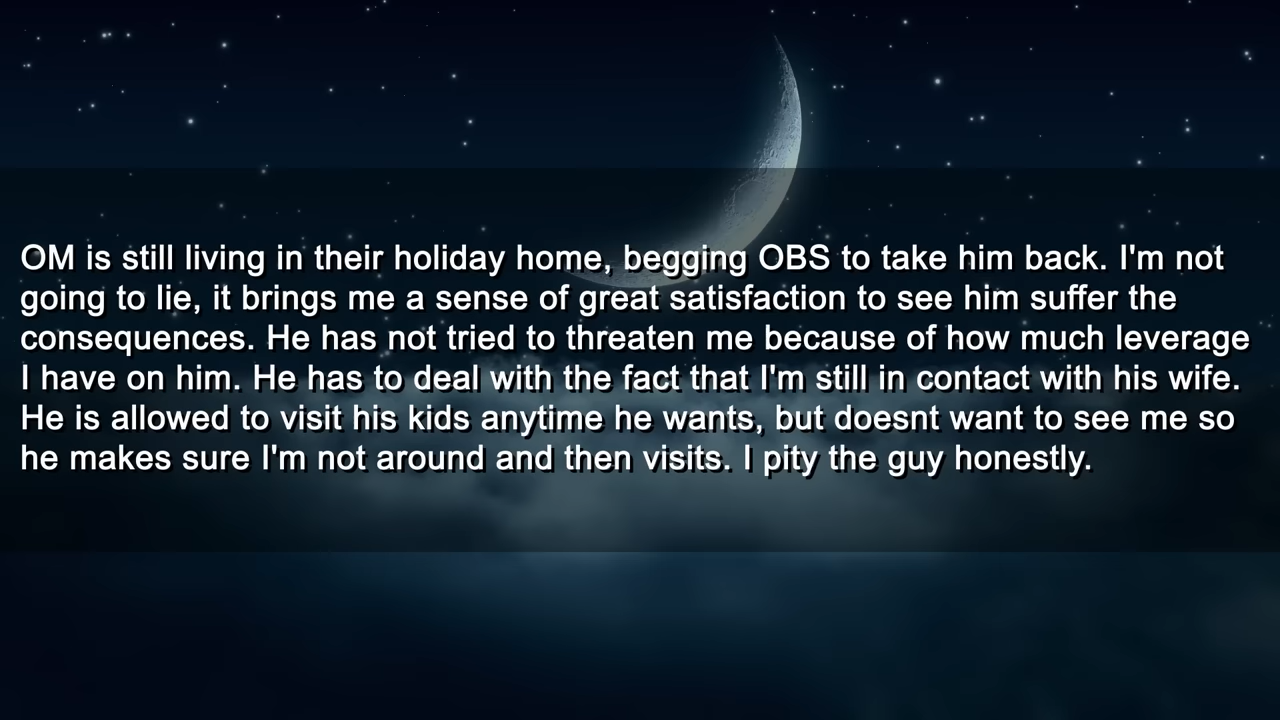 OM is still living in their holiday home, begging OBS to take him back. I'm not
going to lie, it brings me a sense of great satisfaction to see him suffer the
consequences. He has not tried to threaten me because of how much leverage
I have on him. He has to deal with the fact that I'm still in contact with his wife.
He is allowed to visit his kids anytime he wants, but doesnt want to see me so
he makes sure I'm not around and then visits. I pity the guy honestly.